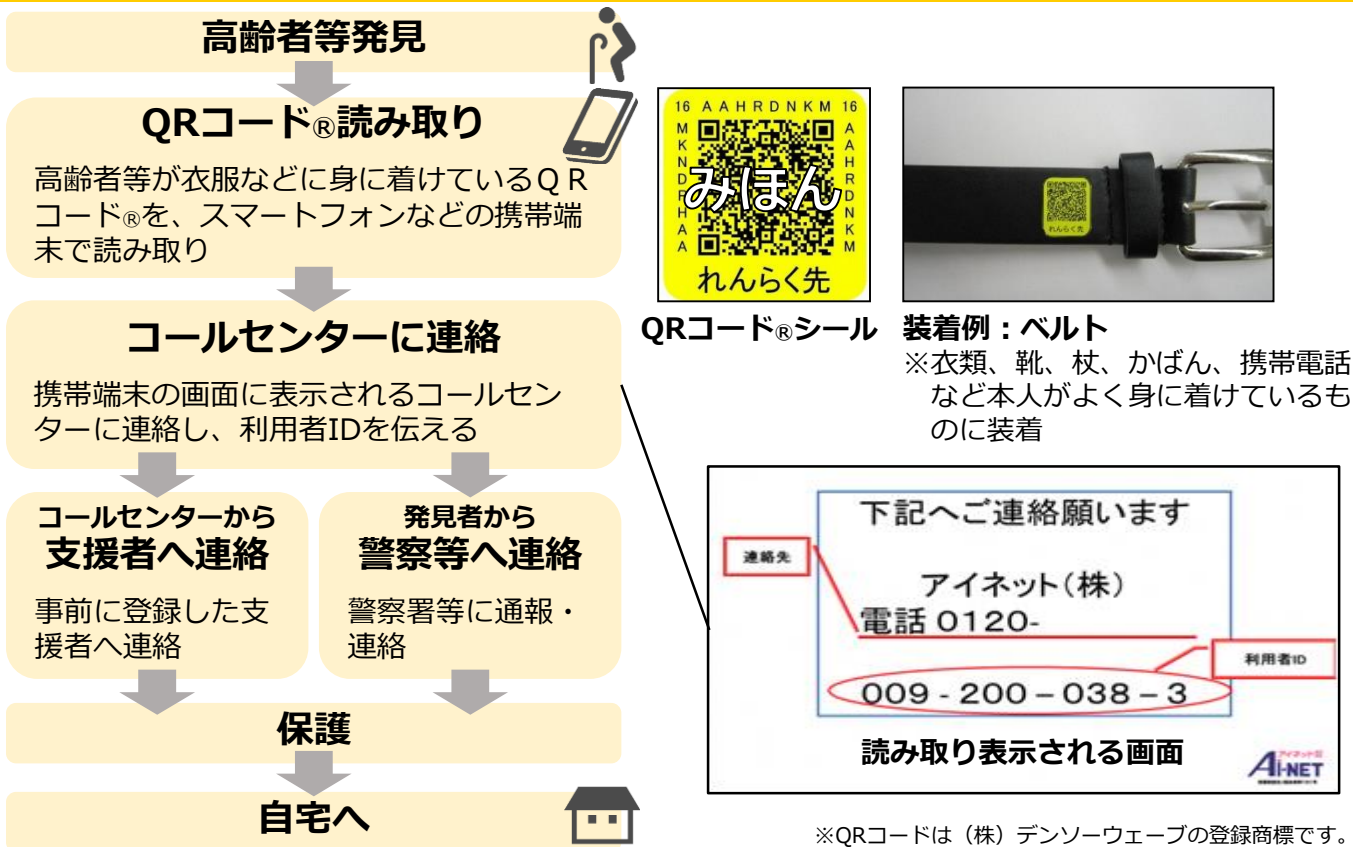 高齢者等発見
QRコード®読み取り
高齢者等が衣服などに身に着けているQR
コード®を、スマートフォンなどの携帯端
末で読み取り
コールセンターに連絡
携帯端末の画面に表示されるコールセン
ターに連絡し、利用者IDを伝える
コールセンターから
支援者へ連絡
事前に登録した支
援者へ連絡
発見者から
警察等へ連絡
警察署等に通報・
連絡
保護
自宅へ
16 A A H R D N K M 16
M K N D R H A A
A A H R D N K M
みほん
れんらく先
QRコード®シール
れんらく先
装着例：ベルト
※衣類、靴、杖、かばん、携帯電話
など本人がよく身に着けているも
のに装着
下記へご連絡願います
連絡先
アイネット(株)
電話 0120-
利用者ID
009 - 200 – 038 – 3
読み取り表示される画面
Ai-NET
※QRコードは（株）デンソーウェーブの登録商標です。